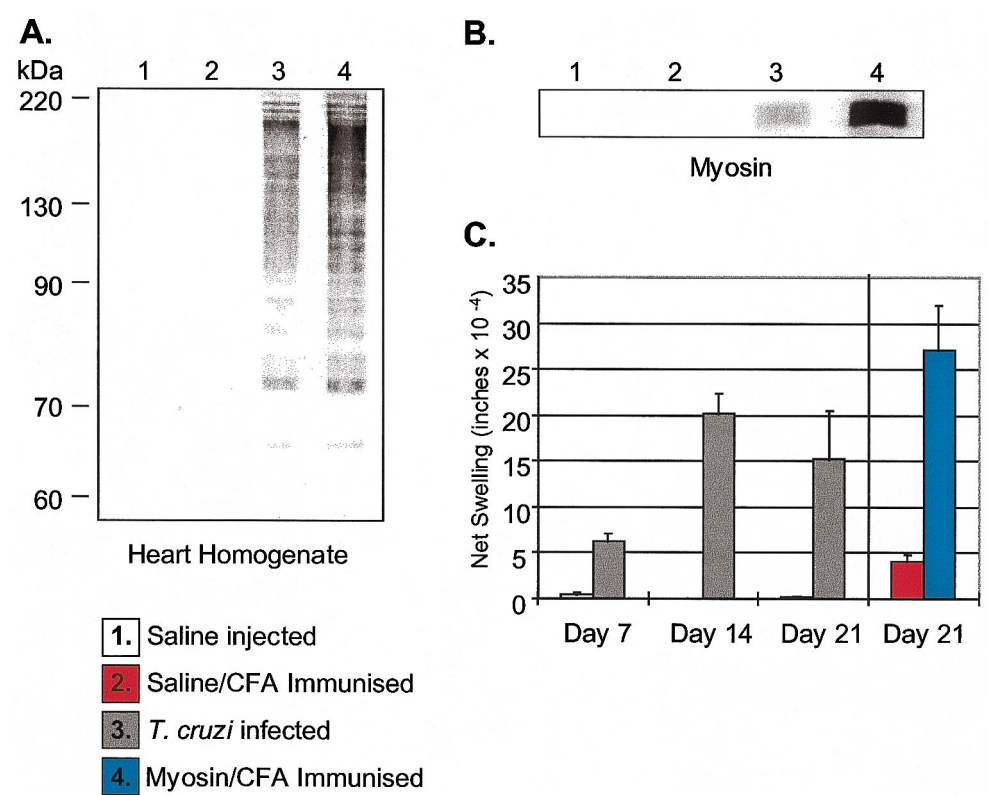 A.
kDa
1 2 3 4
220
130
90
70
60
Heart Homogenate
B.
1 2 3 4
Myosin
C.
Net Swelling (inches x 10 -4)
35
30
25
20
15
10
5
0
Day 7 Day 14 Day 21 Day 21
1. Saline injected
2. Saline/CFA Immunised
3. T. cruzi infected
4. Myosin/CFA Immunised